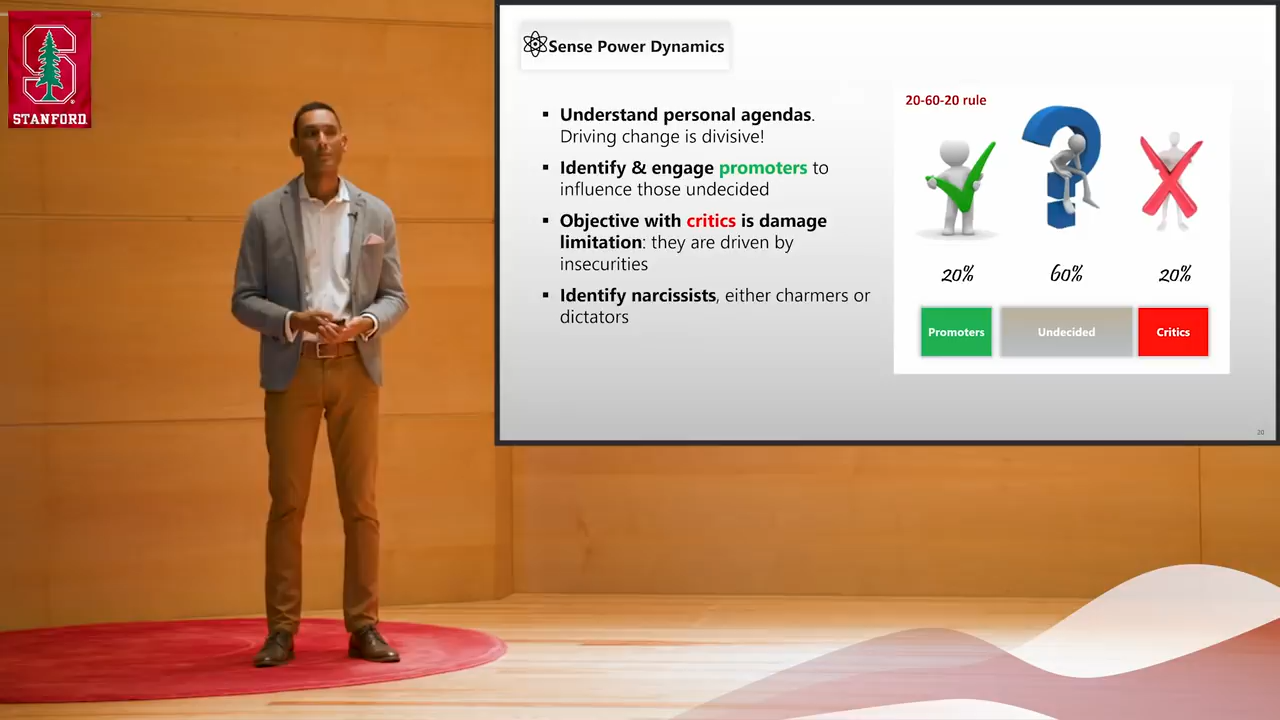 STANFORD
Sense Power Dynamics
▪ Understand personal agendas.
Driving change is divisive!
▪ Identify & engage promoters to
influence those undecided
▪ Objective with critics is damage
limitation: they are driven by
insecurities
▪ Identify narcissists, either charmers or
dictators
20-60-20 rule
20% 60% 20%
Promoters Undecided Critics
20